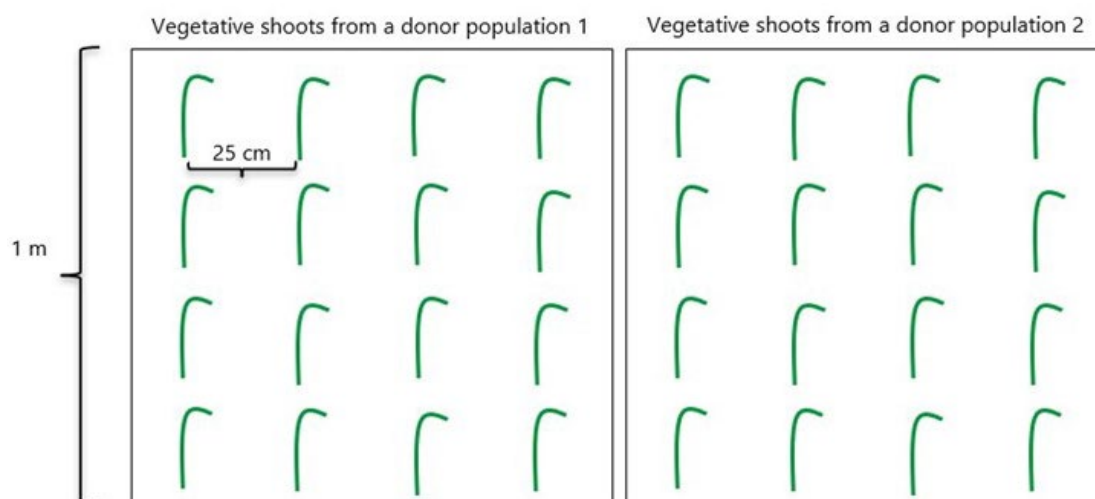 Vegetative shoots from a donor population 1
Vegetative shoots from a donor population 2
25 cm
1 m